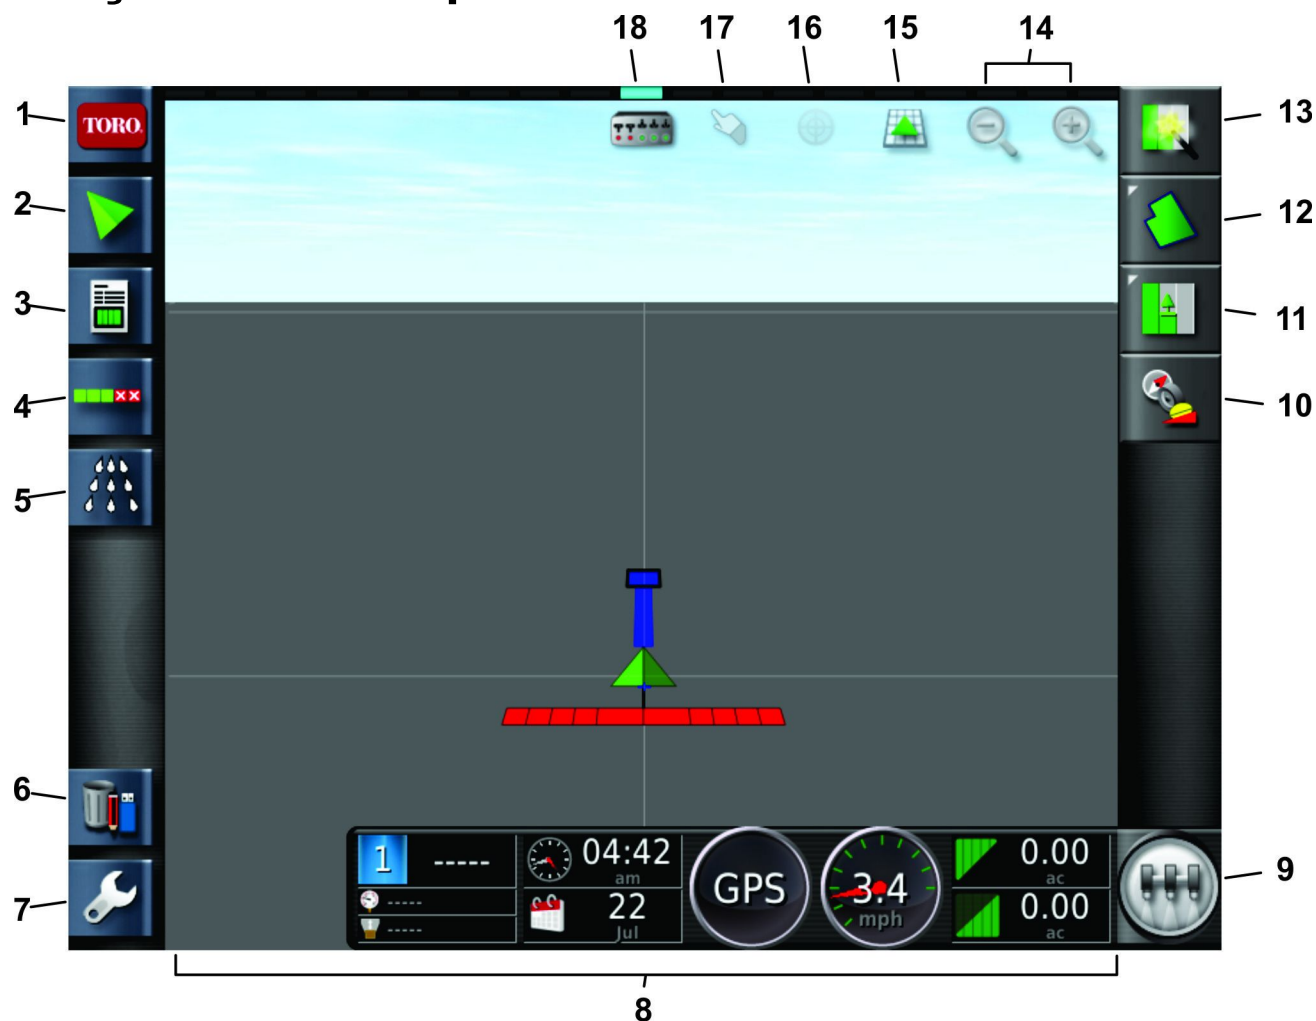 18 17 16 15 14
1 TORO. 13
2 12
3 11
4 10
5
6
7
1 -----
-----
-----
04:42
am
22
Jul
GPS
3.4
mph
0.00
ac
0.00
ac
9
8